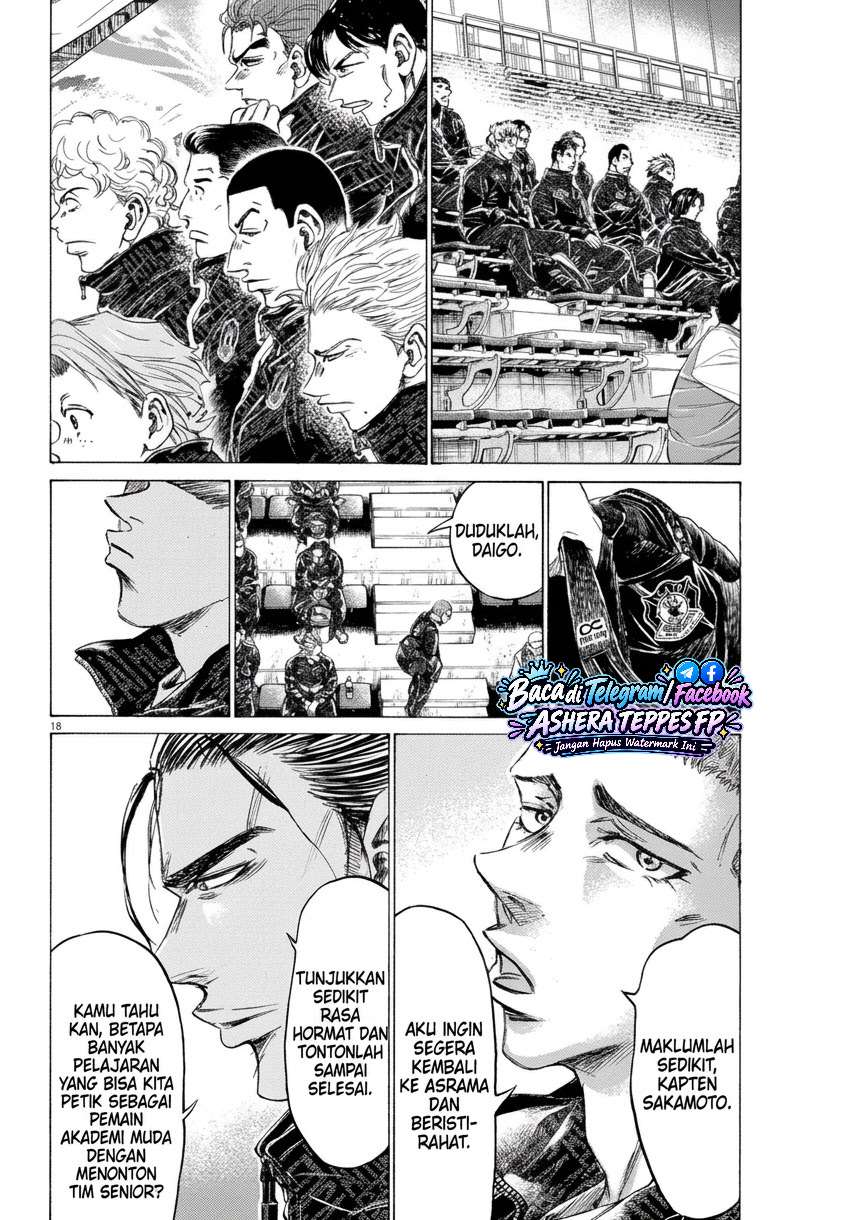 DUDUKLAH,
DAIGO.
18
Baca di Telegram/Facebook
ASHERA TEPPES FP
Jangan Hapus Watermark Ini
MAKLUMLAH
SEDIKIT,
KAPTEN
SAKAMOTO.
AKU INGIN
SEGERA
KEMBALI
KE ASRAMA
DAN
BERISTI-
RAHAT.
TUNJUKKAN
SEDIKIT
RASA
HORMAT DAN
TONTONLAH
SAMPAI
SELESAI.
KAMU TAHU
KAN, BETAPA
BANYAK
PELAJARAN
YANG BISA KITA
PETIK SEBAGAI
PEMAIN
AKADEMI MUDA
DENGAN
MENONTON
TIM SENIOR?